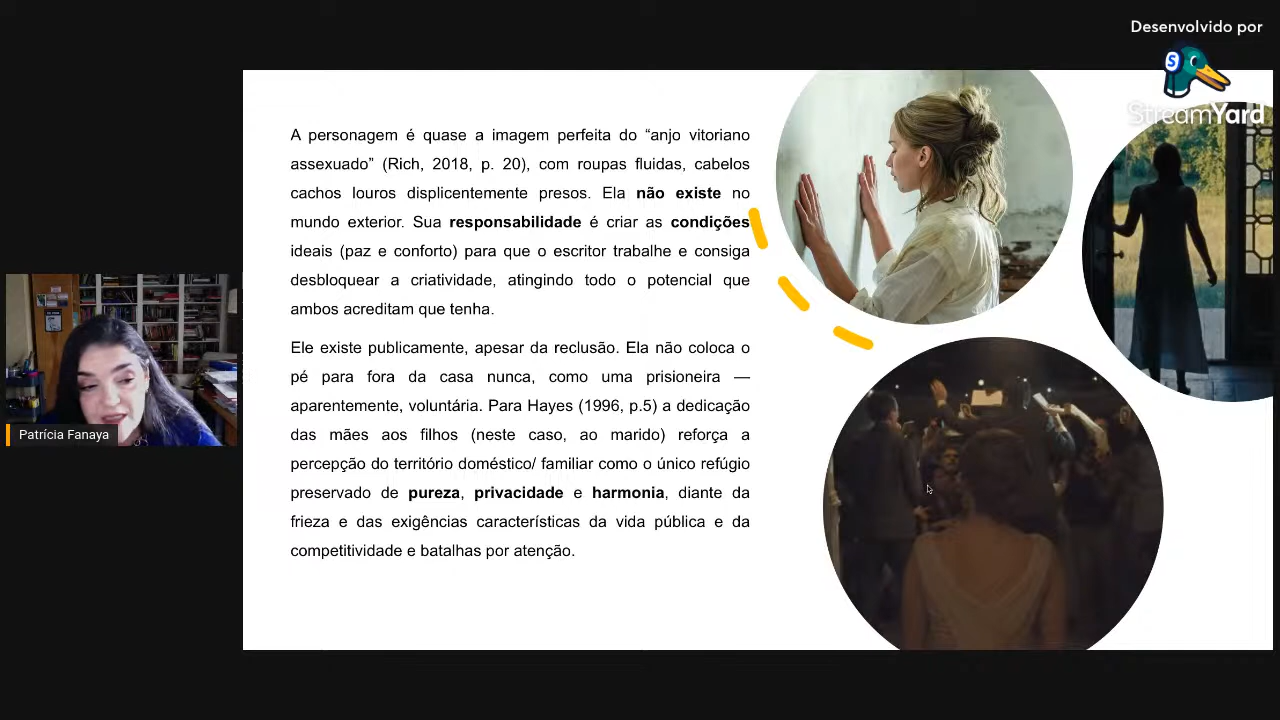 Desenvolvido por
StreamYard
A personagem é quase a imagem perfeita do “anjo vitoriano
assexuado” (Rich, 2018, p. 20), com roupas fluidas, cabelos
cachos louros displicentemente presos. Ela não existe no
mundo exterior. Sua responsabilidade é criar as condições
ideais (paz e conforto) para que o escritor trabalhe e consiga
desbloquear a criatividade, atingindo todo o potencial que
ambos acreditam que tenha.
Ele existe publicamente, apesar da reclusão. Ela não coloca o
pé para fora da casa nunca, como uma prisioneira —
aparentemente, voluntária. Para Hayes (1996, p.5) a dedicação
das mães aos filhos (neste caso, ao marido) reforça a
percepção do território doméstico/ familiar como o único refúgio
preservado de pureza, privacidade e harmonia, diante da
frieza e das exigências características da vida pública e da
competitividade e batalhas por atenção.
Patrícia Fanaya